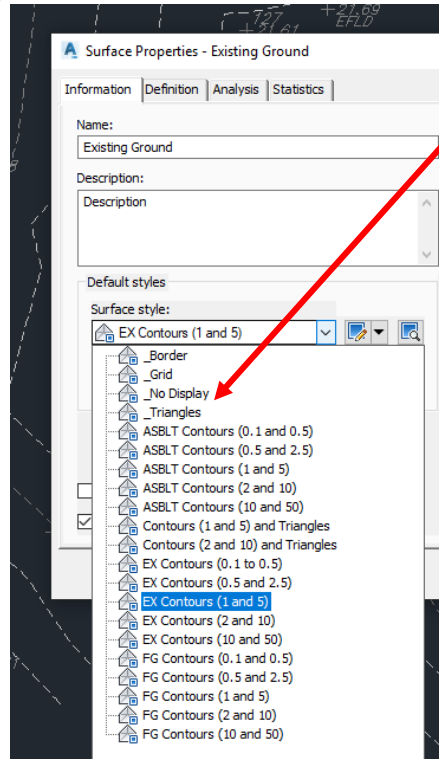 727
+21.69
+21.61
EFLD
Surface Properties - Existing Ground
Information Definition Analysis Statistics
Name:
Existing Ground
Description:
Description
Default styles
Surface style:
EX Contours (1 and 5)
_Border
_Grid
_No Display
_Triangles
ASBLT Contours (0.1 and 0.5)
ASBLT Contours (0.5 and 2.5)
ASBLT Contours (1 and 5)
ASBLT Contours (2 and 10)
ASBLT Contours (10 and 50)
Contours (1 and 5) and Triangles
Contours (2 and 10) and Triangles
EX Contours (0.1 to 0.5)
EX Contours (0.5 and 2.5)
EX Contours (1 and 5)
EX Contours (2 and 10)
EX Contours (10 and 50)
FG Contours (0.1 and 0.5)
FG Contours (0.5 and 2.5)
FG Contours (1 and 5)
FG Contours (2 and 10)
FG Contours (10 and 50)